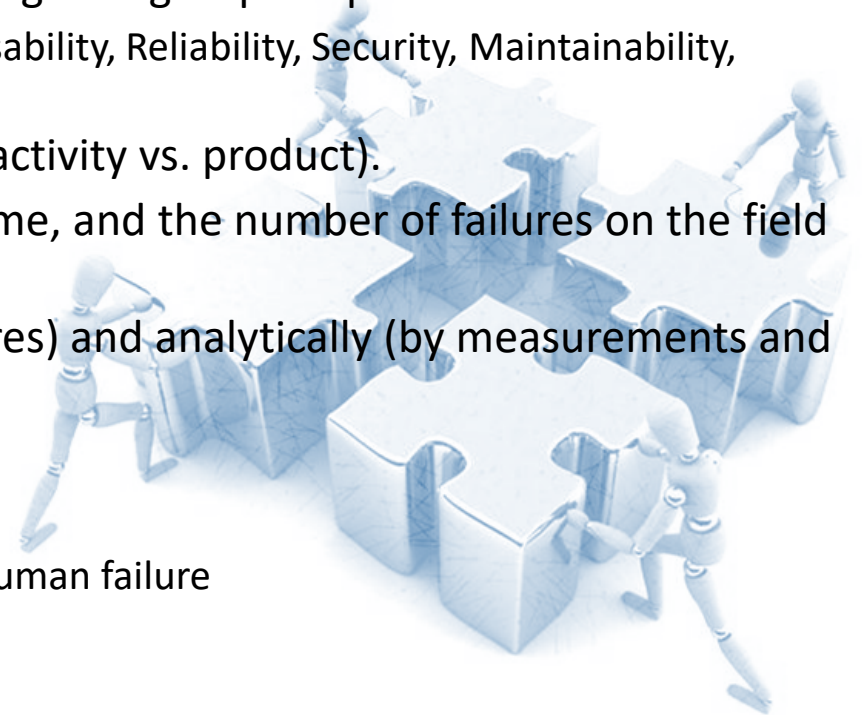 sability, Reliability, Security, Maintainability,
activity vs. product).
me, and the number of failures on the field
res) and analytically (by measurements and
uman failure